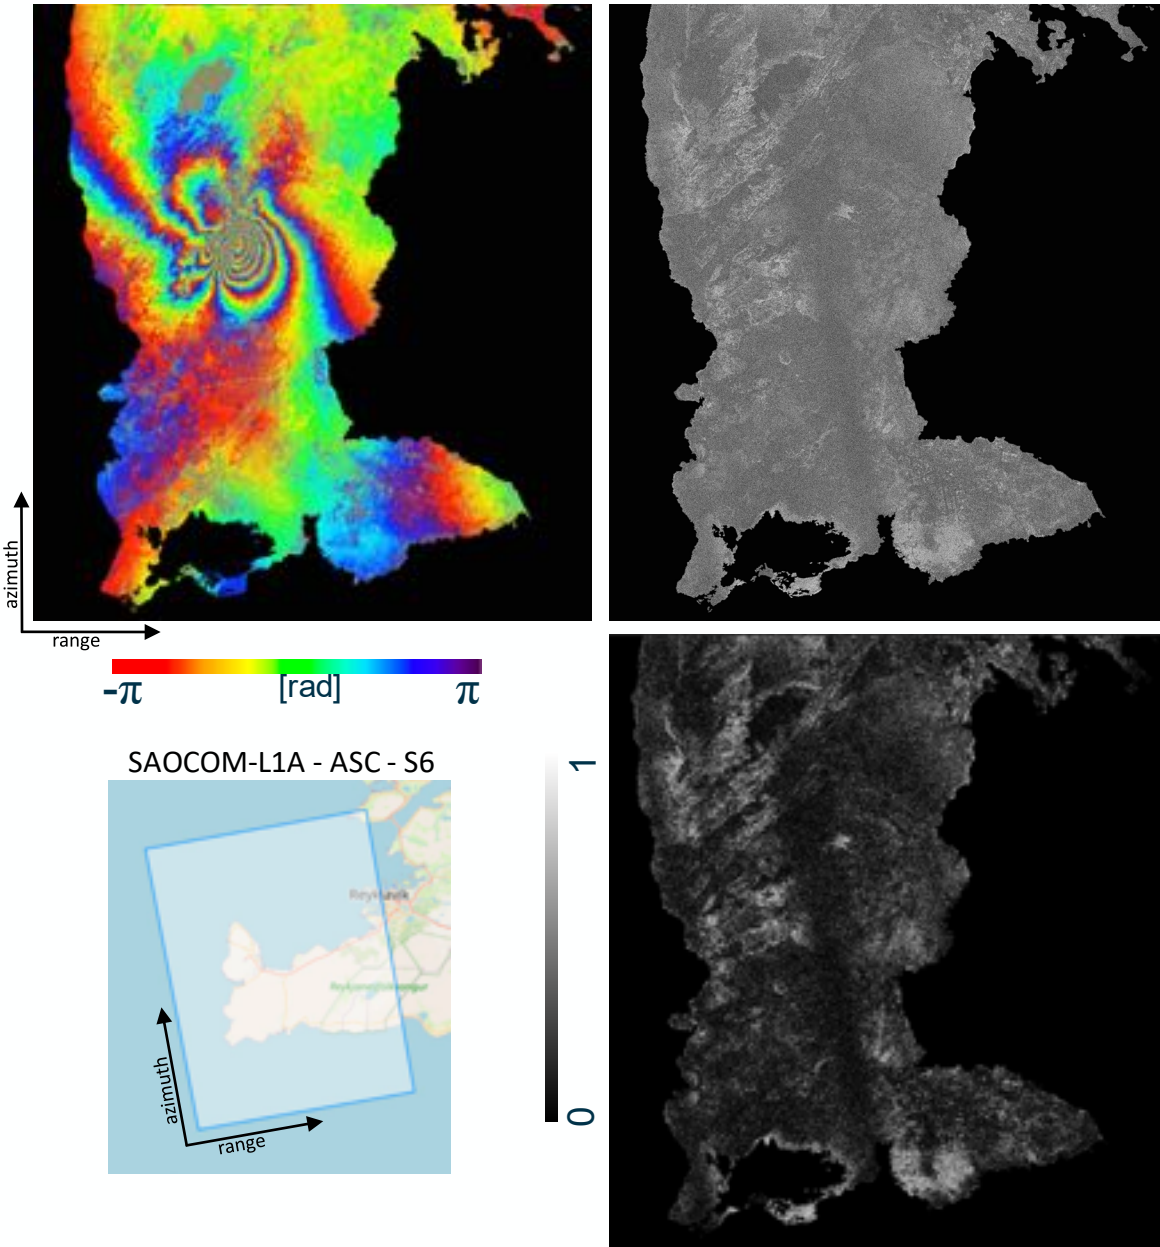 azimuth
range
-π
[rad]
π
SAOCOM-L1A - ASC - S6
1
Reykjavík
azimuth
range
0